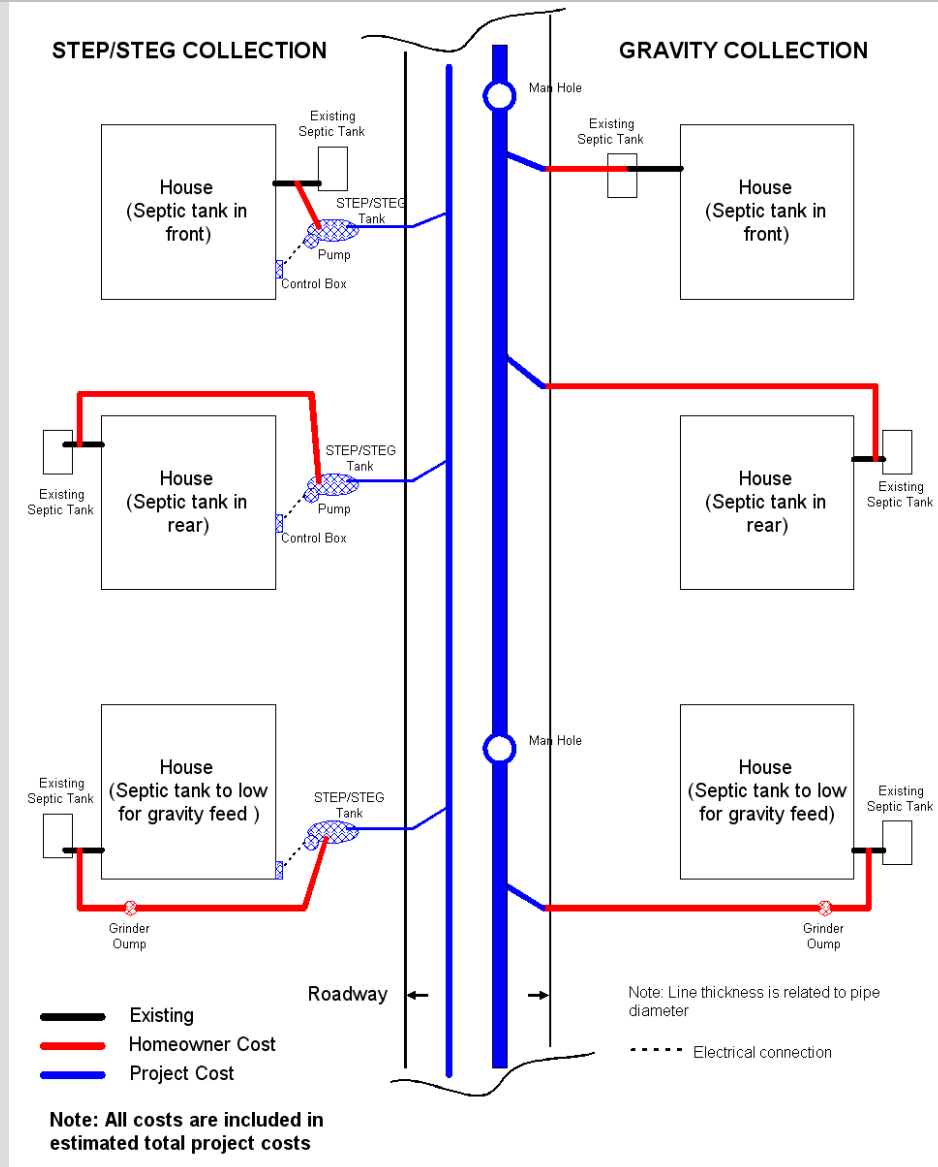 STEP/STEG COLLECTION
GRAVITY COLLECTION
Man Hole
Existing
Septic Tank
House
(Septic tank in
front)
STEP/STEG
Tank
Pump
Control Box
Existing
Septic Tank
House
(Septic tank in
front)
Existing
Septic Tank
House
(Septic tank in
rear)
STEP/STEG
Tank
Pump
Control Box
House
(Septic tank in
rear)
Existing
Septic Tank
Man Hole
Existing
Septic Tank
House
(Septic tank to low
for gravity feed )
STEP/STEG
Tank
Grinder
Oump
House
(Septic tank to low
for gravity feed)
Existing
Septic Tank
Grinder
Oump
Roadway
Note: Line thickness is related to pipe
diameter
Electrical connection
Existing
Homeowner Cost
Project Cost
Note: All costs are included in
estimated total project costs